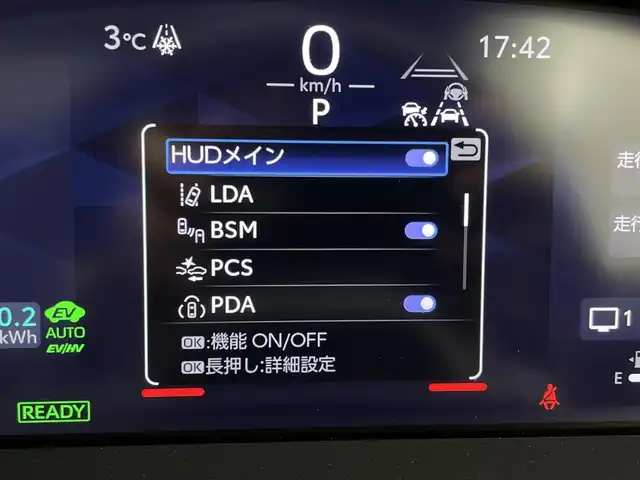 3°C
0
km/h
P
17:42
HUDメイン
LDA
BSM
PCS
PDA
OK:機能 ON/OFF
OK長押し:詳細設定
走行
走行
0.2
kWh
EV
AUTO
EV/HV
1
E
READY